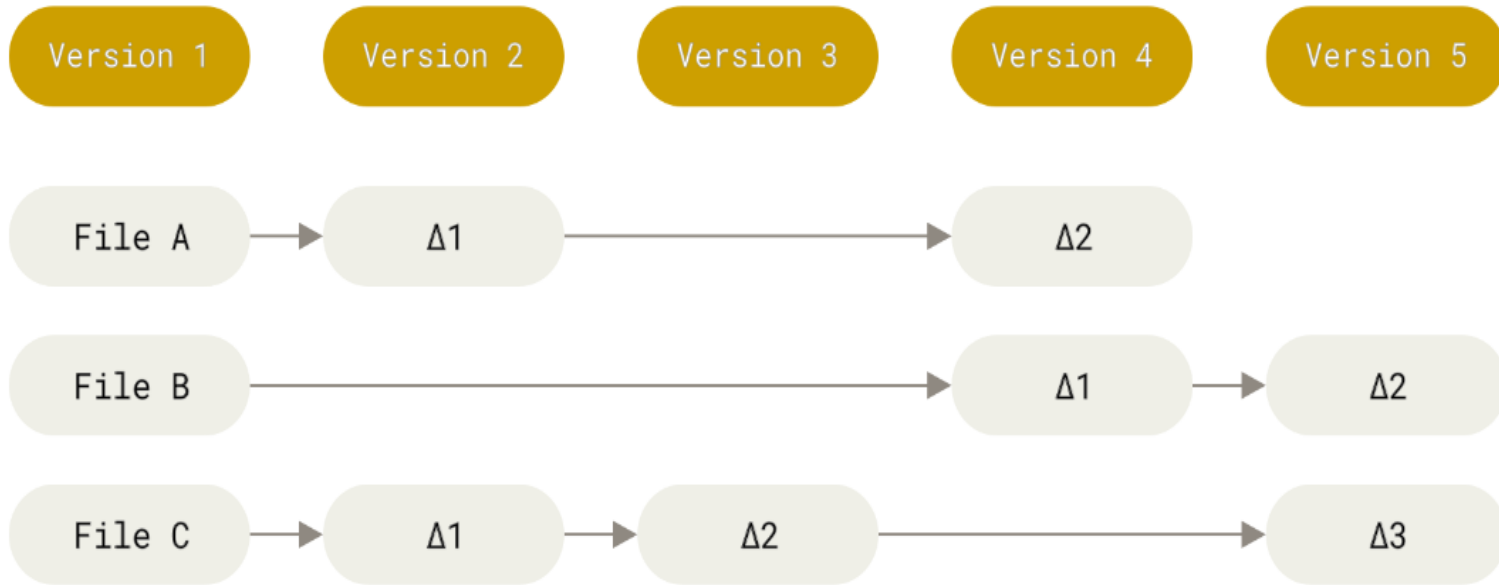 Version 1 Version 2 Version 3 Version 4 Version 5
File A Δ1 Δ2
File B Δ1 Δ2
File C Δ1 Δ2 Δ3